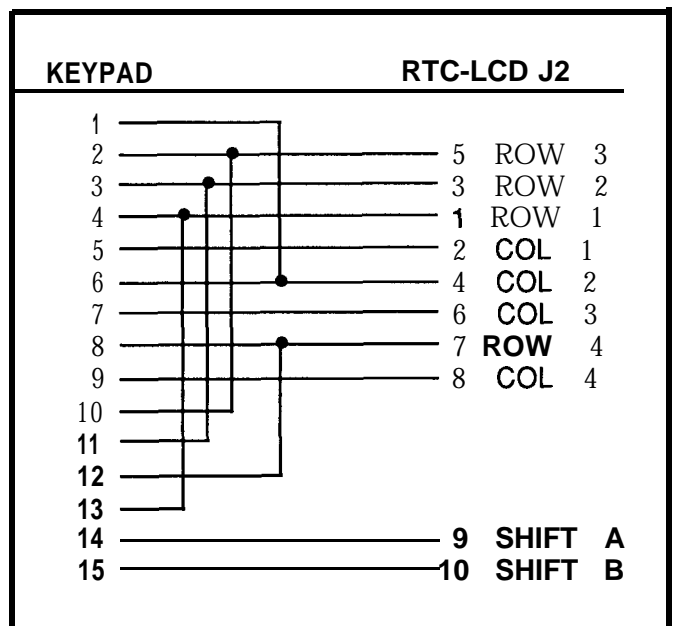 KEYPAD RTC-LCD J2
1
2 5 ROW 3
3 3 ROW 2
4 1 ROW 1
5 2 COL 1
6 4 COL 2
7 6 COL 3
8 7 ROW 4
9 8 COL 4
10
11
12
13
14 9 SHIFT A
15 10 SHIFT B